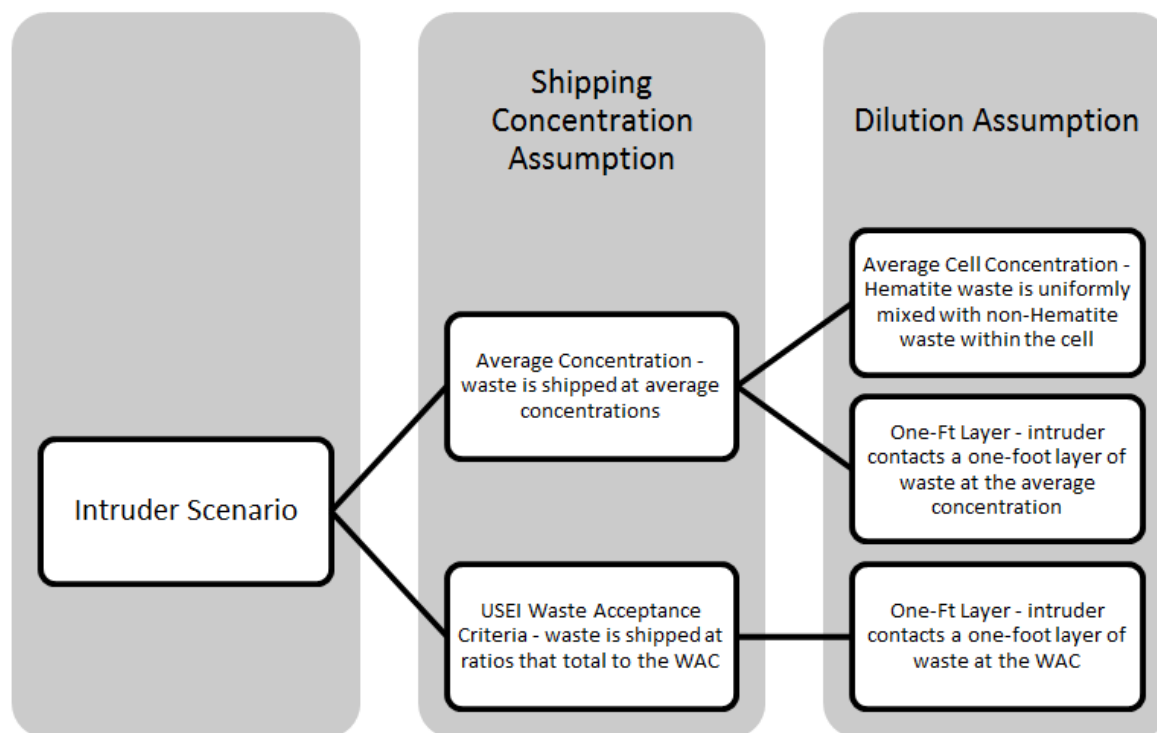 Shipping
Concentration
Assumption
Dilution Assumption
Intruder Scenario
Average Concentration -
waste is shipped at average
concentrations
USEI Waste Acceptance
Criteria - waste is shipped at
ratios that total to the WAC
Average Cell Concentration -
Hematite waste is uniformly
mixed with non-Hematite
waste within the cell
One-Ft Layer - intruder
contacts a one-foot layer of
waste at the average
concentration
One-Ft Layer - intruder
contacts a one-foot layer of
waste at the WAC